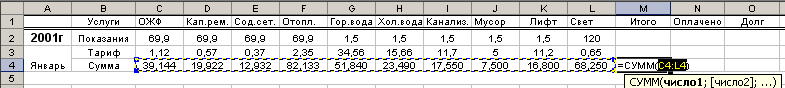 A B C D E F G H I J K L M N O
1 Услуги ОЖФ Кап.рем. Сод.сет. Отопл. Гор.вода Хол.вода Канализ. Мусор Лифт Свет Итого Оплачено Долг
2 2001г Показания 69,9 69,9 69,9 69,9 1,5 1,5 1,5 1,5 120
3 Тариф 1,12 0,57 0,37 2,35 34,56 15,66 11,7 5 11,2 0,65
4 Январь Сумма 39,144 19,922 12,932 82,133 51,840 23,490 17,550 7,500 16,800 68,250 =СУММ(C4:L4)
5 СУММ(число1; [число2]; ...)